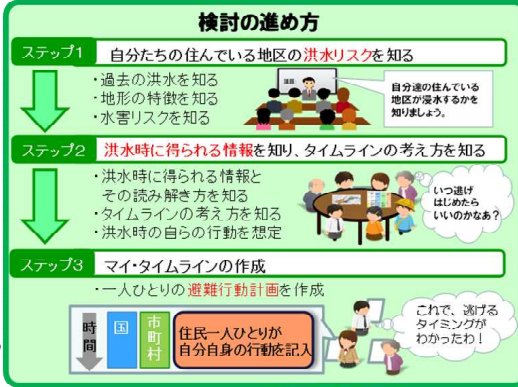 検討の進め方
ステップ1 自分たちの住んでいる地区の洪水リスクを知る
・過去の洪水を知る
・地形の特徴を知る
・水害リスクを知る
自分達の住んでいる
地区が浸水するかを
知りましょう。
ステップ2 洪水時に得られる情報を知り、タイムラインの考え方を知る
・洪水時に得られる情報と
その読み解き方を知る
・タイムラインの考え方を知る
・洪水時の自らの行動を想定
いつ逃げ
はじめたら
いいのかなあ?
ステップ3 マイ・タイムラインの作成
・一人ひとりの避難行動計画を作成
時間
国
市町村
住民一人ひとりが
自分自身の行動を記入
これで、逃げる
タイミングが
わかったわ!